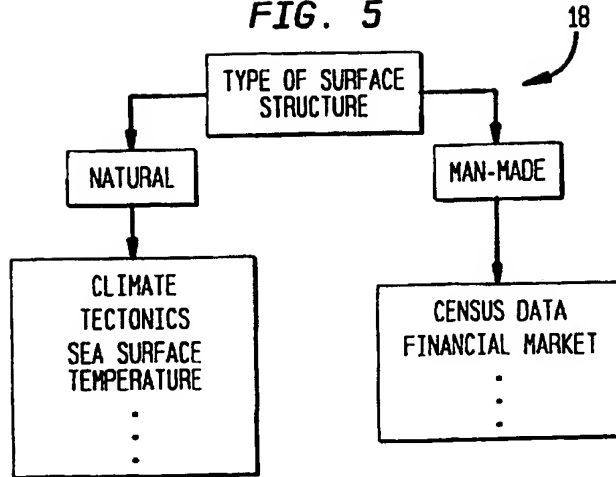 FIG. 5
18
TYPE OF SURFACE
STRUCTURE
NATURAL
MAN-MADE
CLIMATE
TECTONICS
SEA SURFACE
TEMPERATURE
CENSUS DATA
FINANCIAL MARKET